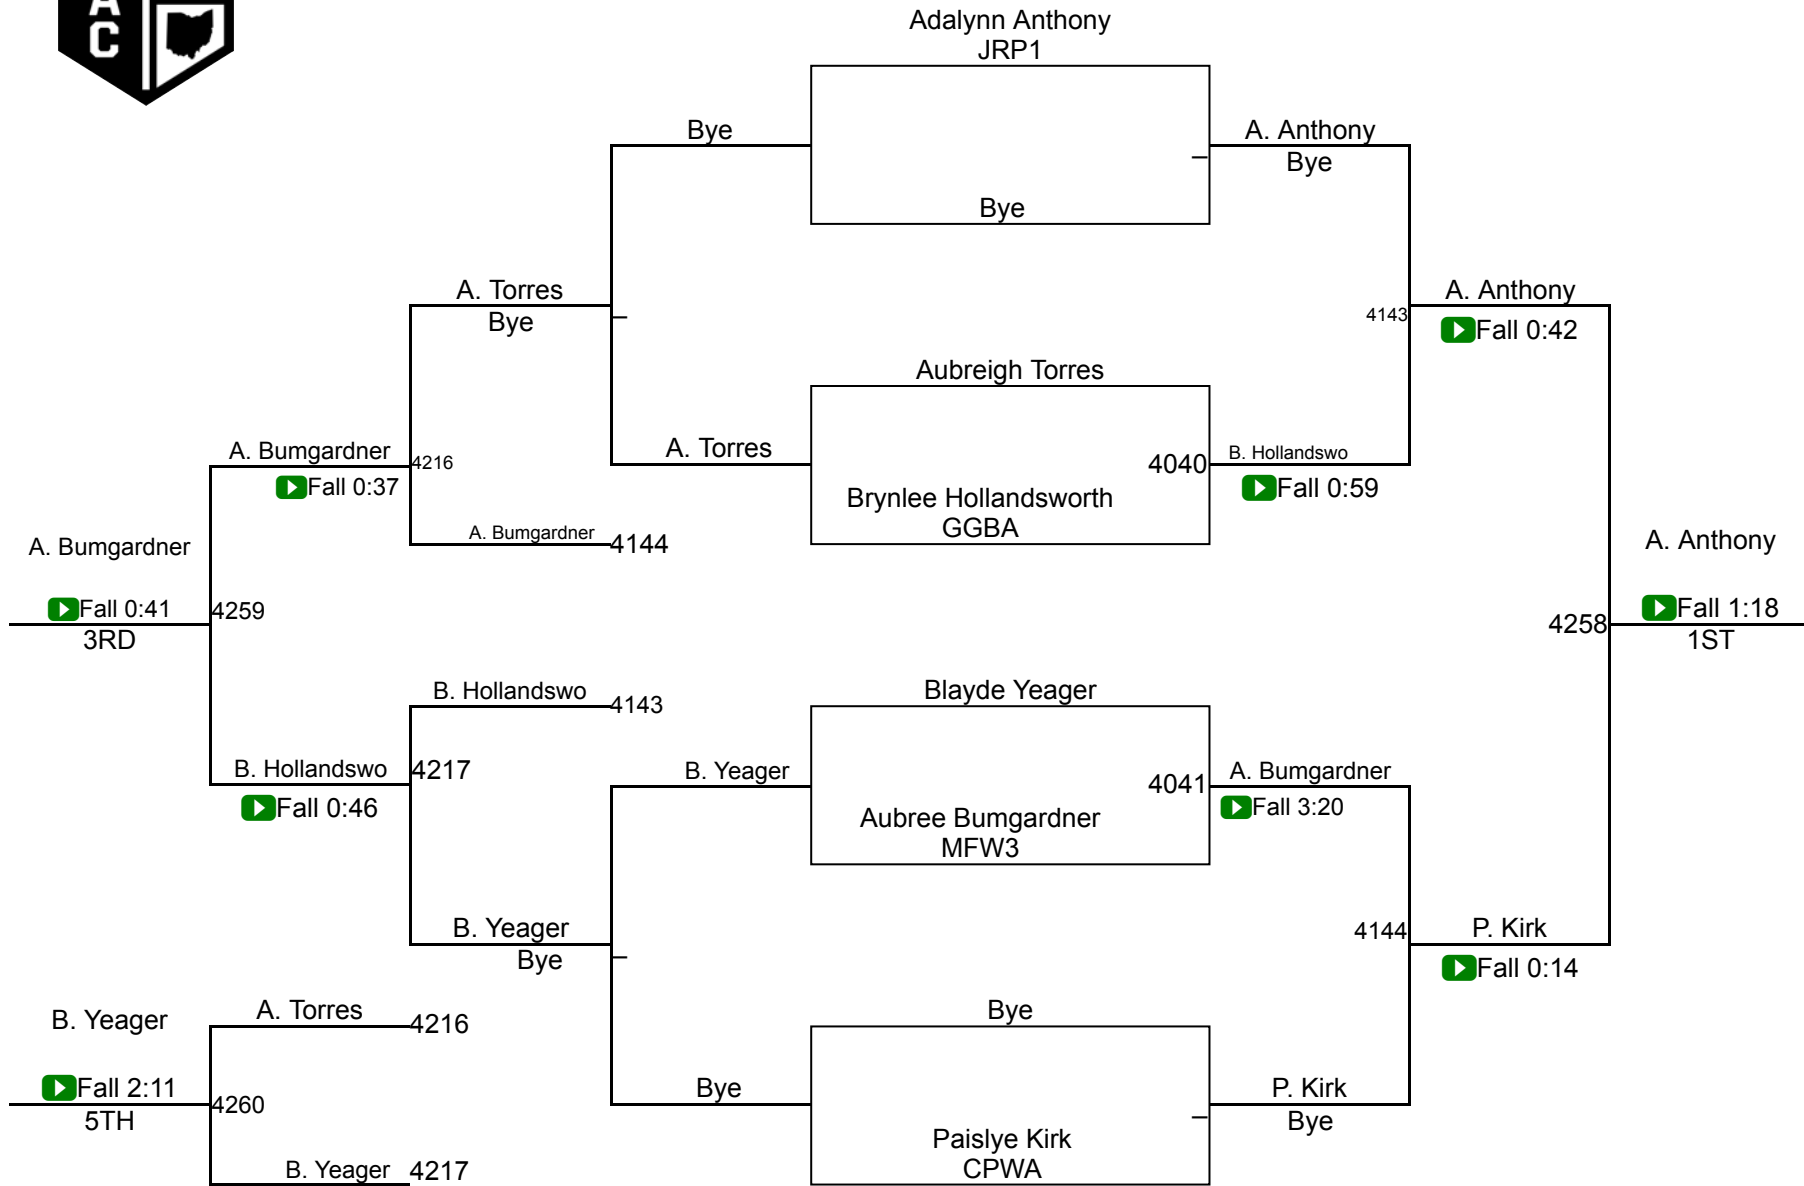 A
C
Adalynn Anthony
JRP1
Bye
A. Anthony
Bye
Bye
A. Torres
Bye
A. Anthony
4143
Fall 0:42
Aubreigh Torres
A. Torres
4040
B. Hollandswo
Fall 0:59
Brynlee Hollandsworth
GGBA
A. Bumgardner
4216
Fall 0:37
A. Bumgardner
4144
A. Bumgardner
Fall 0:41
4259
3RD
A. Anthony
4258
Fall 1:18
1ST
B. Hollandswo
4143
Blayde Yeager
B. Hollandswo
4217
Fall 0:46
B. Yeager
4041
A. Bumgardner
Fall 3:20
Aubree Bumgardner
MFW3
B. Yeager
Bye
4144
P. Kirk
Fall 0:14
B. Yeager
A. Torres
4216
Bye
Fall 2:11
4260
5TH
Bye
P. Kirk
Bye
Paislye Kirk
CPWA
B. Yeager
4217